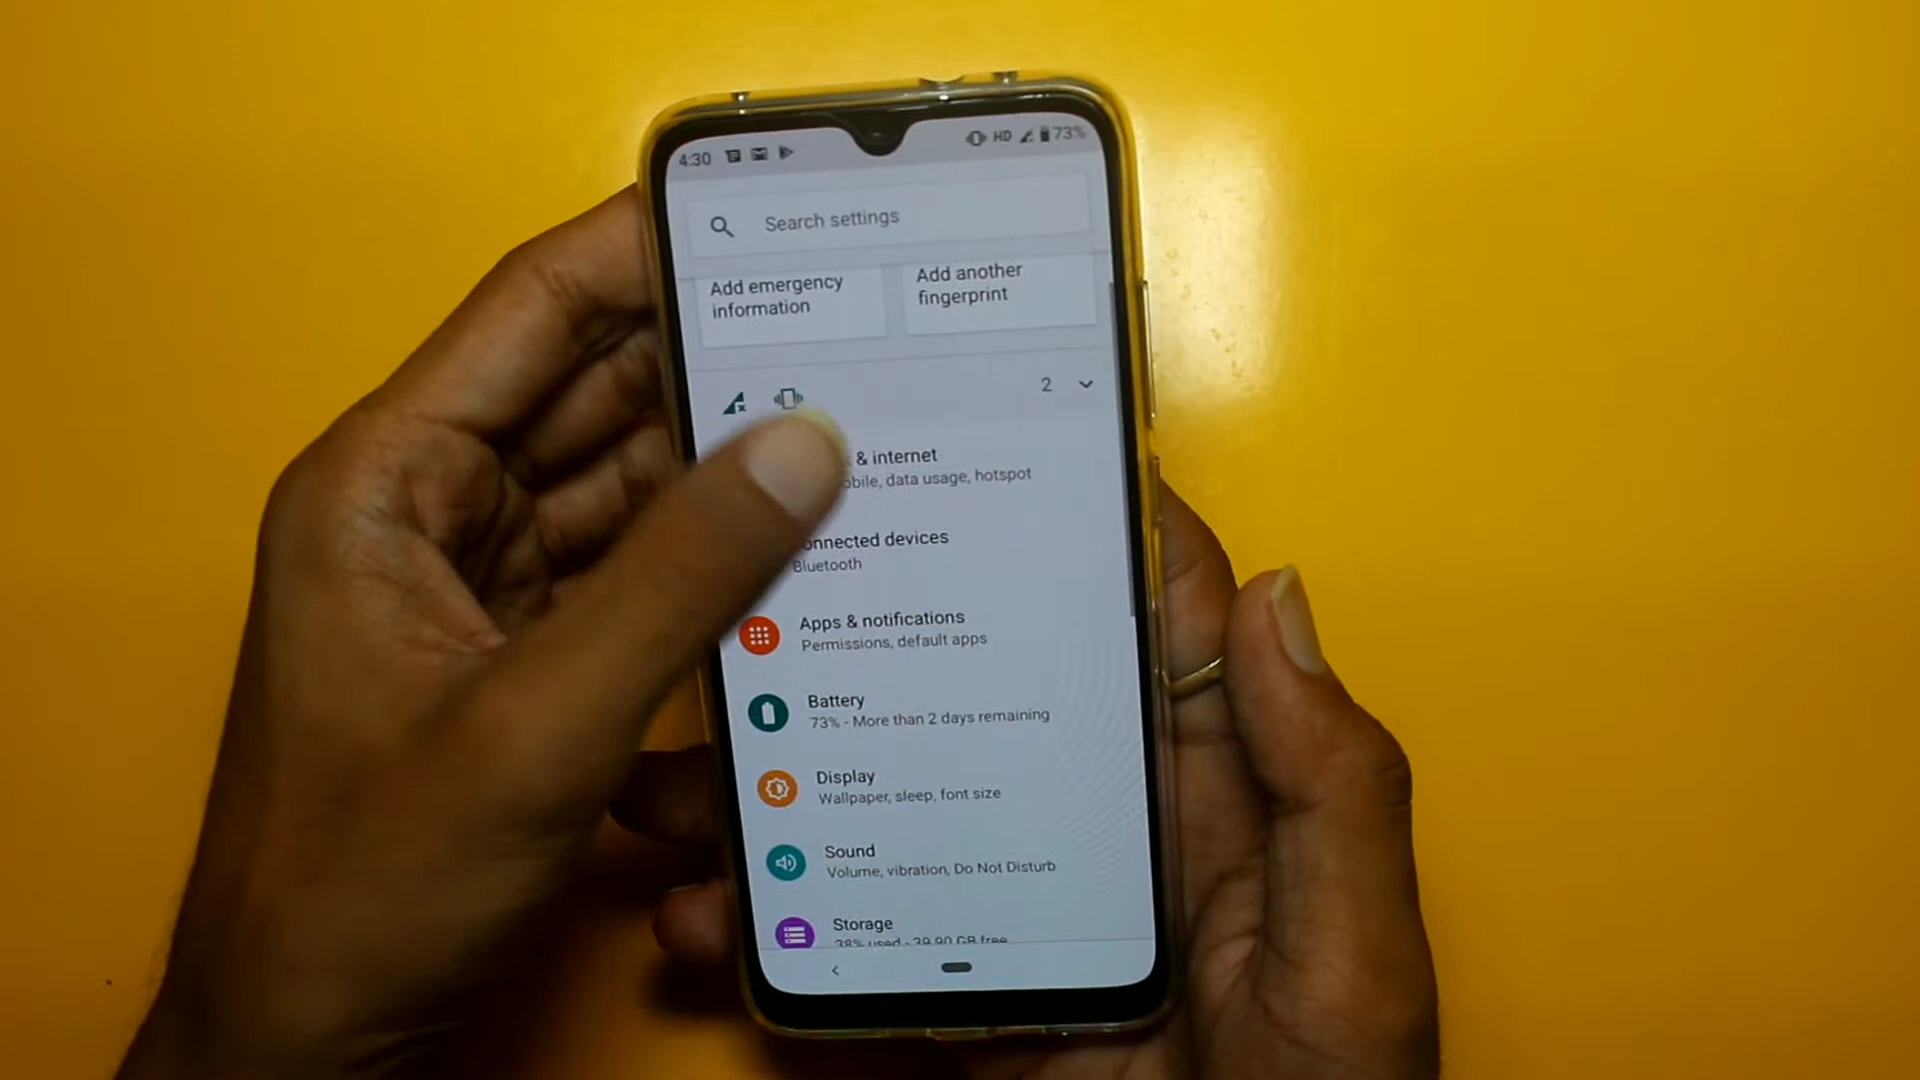 4:30 HD 73%
Search settings
Add emergency
information
Add another
fingerprint
2
& internet
obile, data usage, hotspot
onnected devices
Bluetooth
Apps & notifications
Permissions, default apps
Battery
73% - More than 2 days remaining
Display
Wallpaper, sleep, font size
Sound
Volume, vibration, Do Not Disturb
Storage
38% used - 39.90 GB free